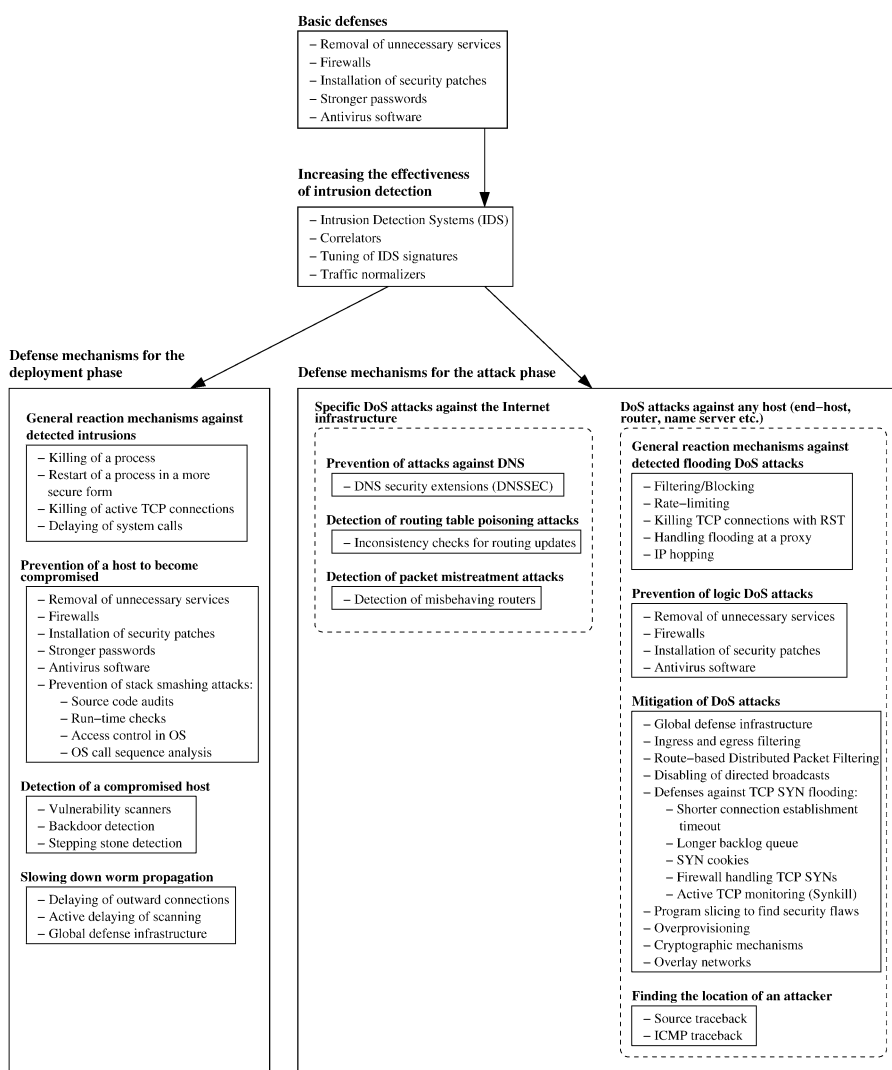 Basic defenses
− Removal of unnecessary services
− Firewalls
− Installation of security patches
− Stronger passwords
− Antivirus software
Increasing the effectiveness
of intrusion detection
− Intrusion Detection Systems (IDS)
− Correlators
− Tuning of IDS signatures
− Traffic normalizers
Defense mechanisms for the
deployment phase
General reaction mechanisms against
detected intrusions
− Killing of a process
− Restart of a process in a more
secure form
− Killing of active TCP connections
− Delaying of system calls
Prevention of a host to become
compromised
− Removal of unnecessary services
− Firewalls
− Installation of security patches
− Stronger passwords
− Antivirus software
− Prevention of stack smashing attacks:
− Source code audits
− Run−time checks
− Access control in OS
− OS call sequence analysis
Detection of a compromised host
− Vulnerability scanners
− Backdoor detection
− Stepping stone detection
Slowing down worm propagation
− Delaying of outward connections
− Active delaying of scanning
− Global defense infrastructure
Defense mechanisms for the attack phase
Specific DoS attacks against the Internet
infrastructure
Prevention of attacks against DNS
− DNS security extensions (DNSSEC)
Detection of routing table poisoning attacks
− Inconsistency checks for routing updates
Detection of packet mistreatment attacks
− Detection of misbehaving routers
DoS attacks against any host (end−host,
router, name server etc.)
General reaction mechanisms against
detected flooding DoS attacks
− Filtering/Blocking
− Rate−limiting
− Killing TCP connections with RST
− Handling flooding at a proxy
− IP hopping
Prevention of logic DoS attacks
− Removal of unnecessary services
− Firewalls
− Installation of security patches
− Antivirus software
Mitigation of DoS attacks
− Global defense infrastructure
− Ingress and egress filtering
− Route−based Distributed Packet Filtering
− Disabling of directed broadcasts
− Defenses against TCP SYN flooding:
− Shorter connection establishment
timeout
− Longer backlog queue
− SYN cookies
− Firewall handling TCP SYNs
− Active TCP monitoring (Synkill)
− Program slicing to find security flaws
− Overprovisioning
− Cryptographic mechanisms
− Overlay networks
Finding the location of an attacker
− Source traceback
− ICMP traceback